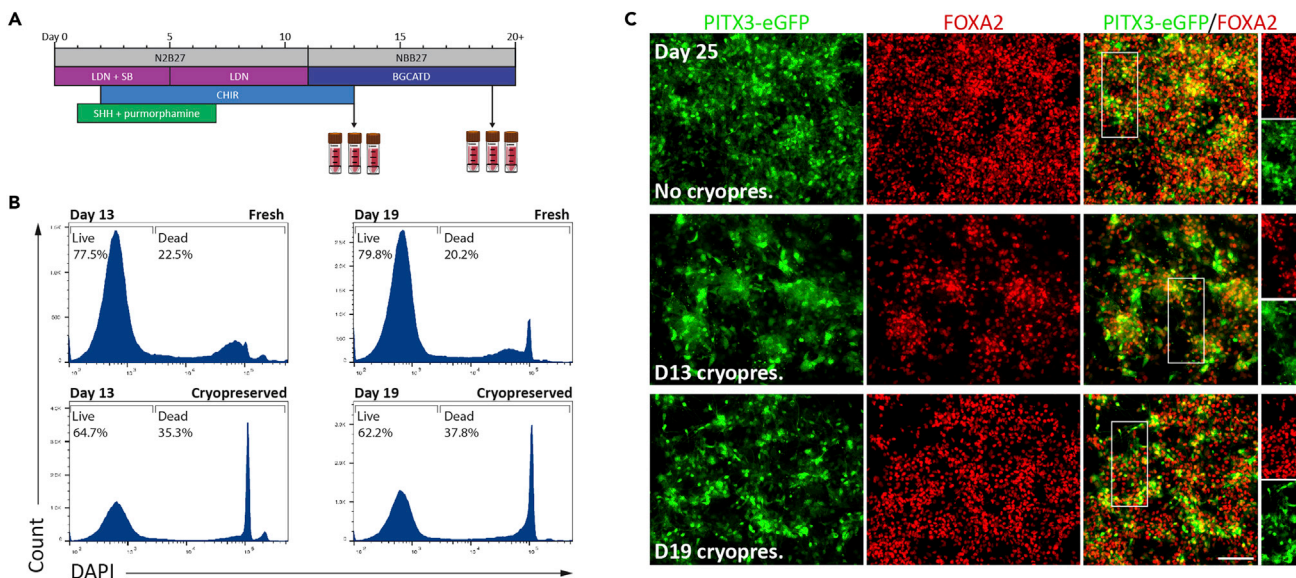 A
Day 0 5 10 15 20+
N2B27 NBB27
LDN + SB LDN BGCATD
CHIR
SHH + purmorphamine
B
Day 13 Fresh
Live Dead
77.5% 22.5%
Day 19 Fresh
Live Dead
79.8% 20.2%
Day 13 Cryopreserved
Live Dead
64.7% 35.3%
Day 19 Cryopreserved
Live Dead
62.2% 37.8%
Count
DAPI
C
PITX3-eGFP FOXA2 PITX3-eGFP/FOXA2
Day 25
No cryopres.
D13 cryopres.
D19 cryopres.